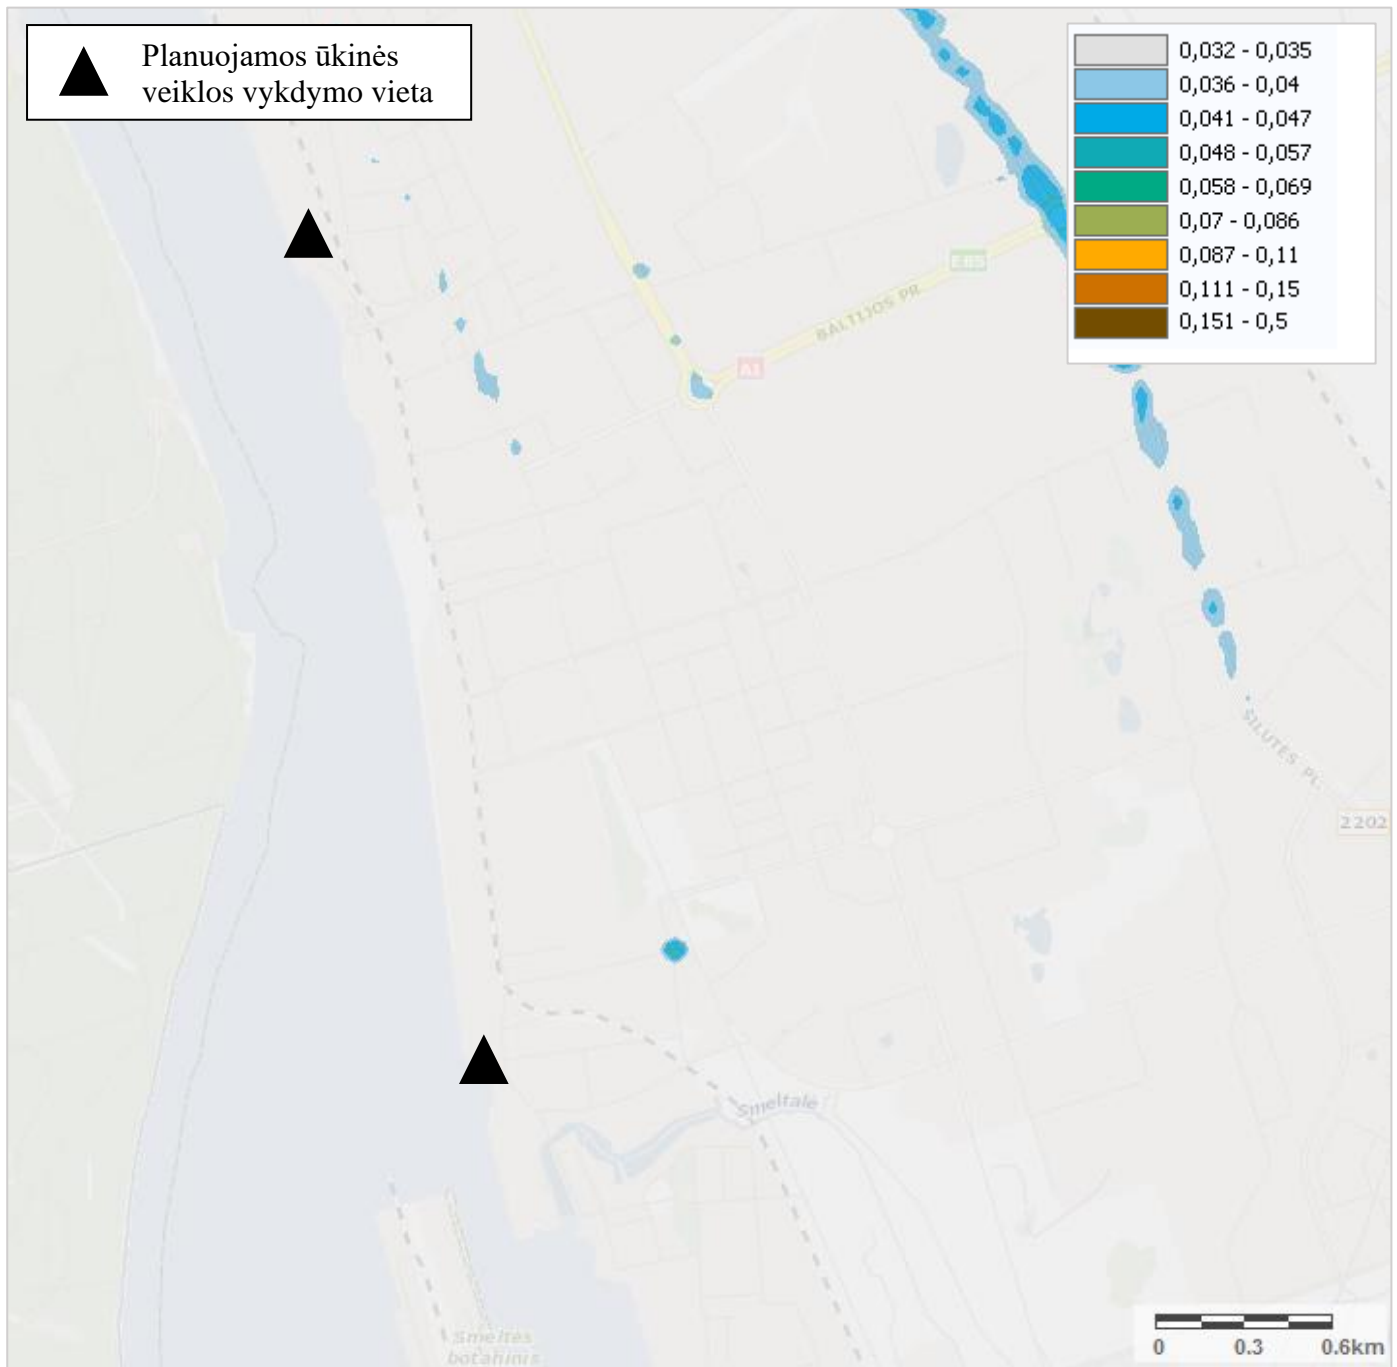 Planuojamos ūkinės
veiklos vykdymo vieta
0,032 - 0,035
0,036 - 0,04
0,041 - 0,047
0,048 - 0,057
0,058 - 0,069
0,07 - 0,086
0,087 - 0,11
0,111 - 0,15
0,151 - 0,5
E85
BALTIJOS PR.
A1
ŠILUTĖS PL.
2202
Smeltalė
Smeltės
botahinis
0 0.3 0.6km